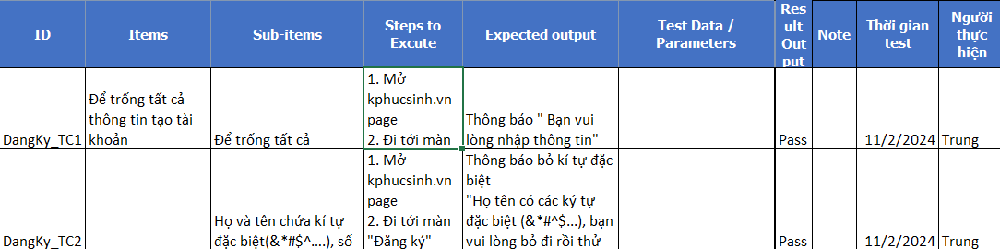 ID
Items
Sub-items
Steps to
Excute
Expected output
Test Data /
Parameters
Res
ult
Out
put
Note
Thời gian
test
Người
thực
hiện
DangKy_TC1
Để trống tất cả
thông tin tạo tài
khoản
Để trống tất cả
1. Mở
kphucsinh.vn
page
2. Đi tới màn
Thông báo " Bạn vui
lòng nhập thông tin"
Pass
11/2/2024
Trung
DangKy_TC2
Họ và tên chứa kí tự
đặc biệt(&*#$^....), số
1. Mở
kphucsinh.vn
page
2. Đi tới màn
"Đăng ký"
Thông báo bỏ kí tự đặc
biệt
"Họ tên có các ký tự
đặc biệt (&*#^$...), bạn
vui lòng bỏ đi rồi thử
Pass
11/2/2024
Trung